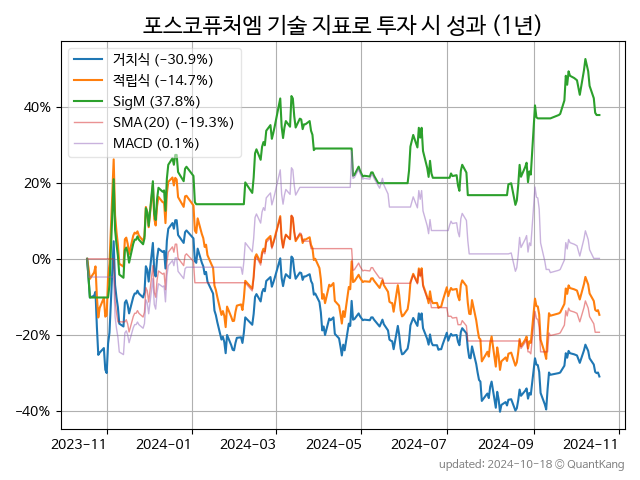 포스코퓨처엠 기술 지표로 투자 시 성과 (1년)
거치식 (−30.9%)
적립식 (−14.7%)
SigM (37.8%)
SMA(20) (−19.3%)
MACD (0.1%)
40%
20%
0%
−20%
−40%
2023-11 2024-01 2024-03 2024-05 2024-07 2024-09 2024-11
updated: 2024-10-18 © QuantKang